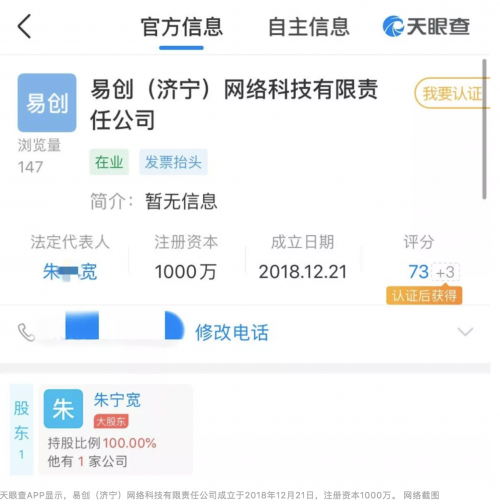 官方信息 自主信息 天眼查
易创
易创（济宁）网络科技有限责
任公司
我要认证
浏览量
147
在业 发票抬头
简介： 暂无信息
法定代表人 注册资本 成立日期 评分
朱 宽 1000万 2018.12.21 73 +3
认证后获得
修改电话
股东
1
朱
朱宁宽
大股东
持股比例100.00%
他有 1 家公司
天眼查APP显示，易创（济宁）网络科技有限责任公司成立于2018年12月21日，注册资本1000万。 网络截图